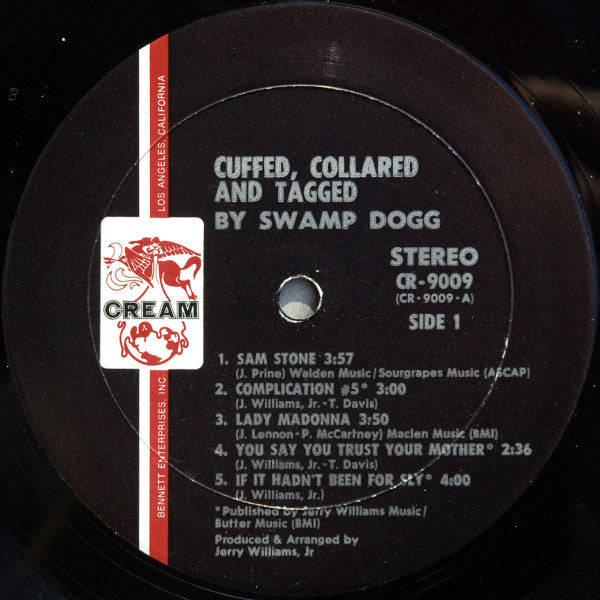 CUFFED, COLLARED
AND TAGGED
BY SWAMP DOGG
STEREO
CR-9009
(CR-9009-A)
SIDE 1
1. SAM STONE 3:57
(J. Prine) Walden Music/Sourgrapes Music (ASCAP)
2. COMPLICATION #5* 3:00
(J. Williams, Jr.-T. Davis)
3. LADY MADONNA 3:50
(J. Lennon-P. McCartney) Maclen Music (BMI)
4. YOU SAY YOU TRUST YOUR MOTHER* 2:36
(J. Williams, Jr.-T. Davis)
5. IF IT HADN'T BEEN FOR SLY* 4:00
(J. Williams, Jr.)
*Published by Jerry Williams Music/
Butter Music (BMI)
Produced & Arranged by
Jerry Williams, Jr
CREAM
BENNETT ENTERPRISES, INC.
LOS ANGELES, CALIFORNIA